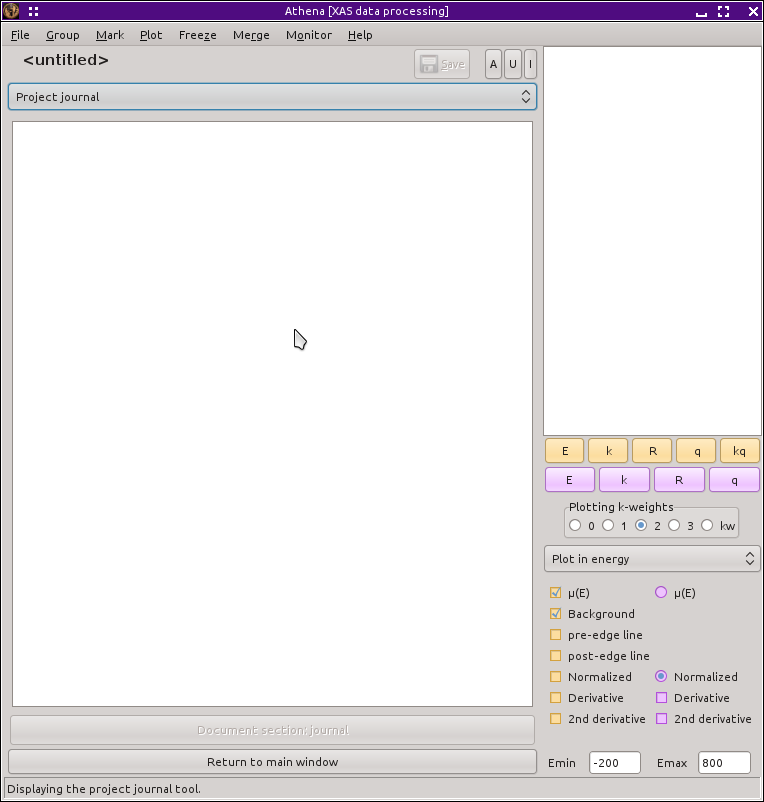 Athena [XAS data processing]
File Group Mark Plot Freeze Merge Monitor Help
<untitled>
Save
A U I
Project journal
E k R q kq
E k R q
Plotting k-weights
0 1 2 3 kw
Plot in energy
μ(E) μ(E)
Background
pre-edge line
post-edge line
Normalized Normalized
Derivative Derivative
2nd derivative 2nd derivative
Document section: journal
Return to main window
Emin -200 Emax 800
Displaying the project journal tool.